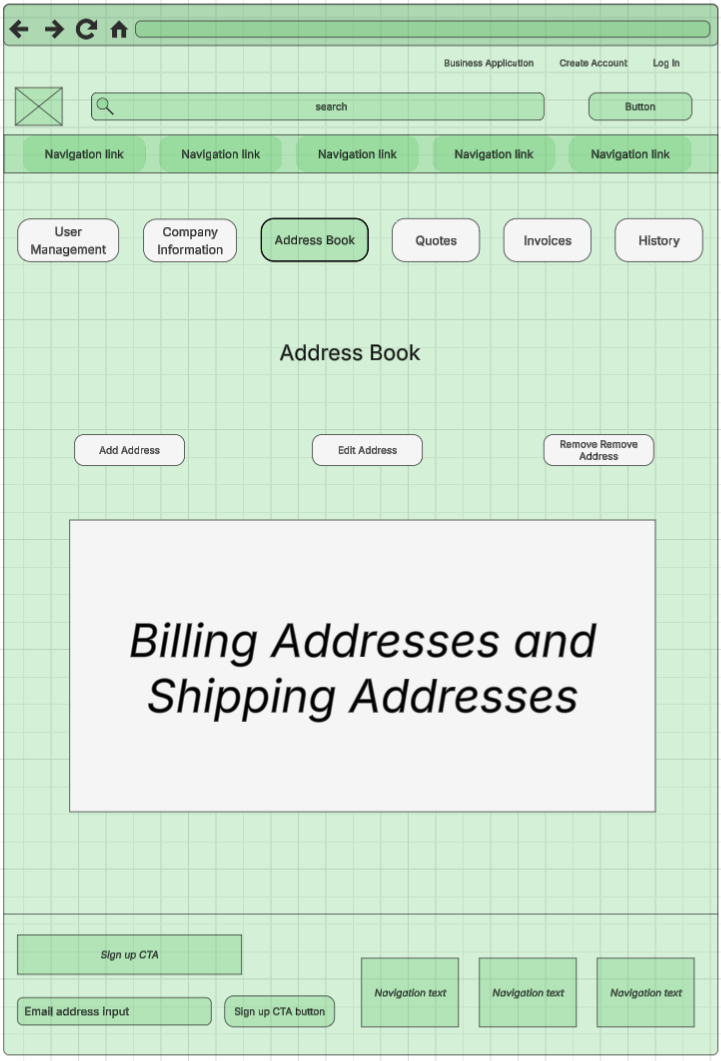 Business Application Create Account Log In
search Button
Navigation link Navigation link Navigation link Navigation link Navigation link
User
Management
Company
Information
Address Book
Quotes
Invoices
History
Address Book
Add Address
Edit Address
Remove Remove
Address
Billing Addresses and
Shipping Addresses
Sign up CTA
Email address input
Sign up CTA button
Navigation text Navigation text Navigation text